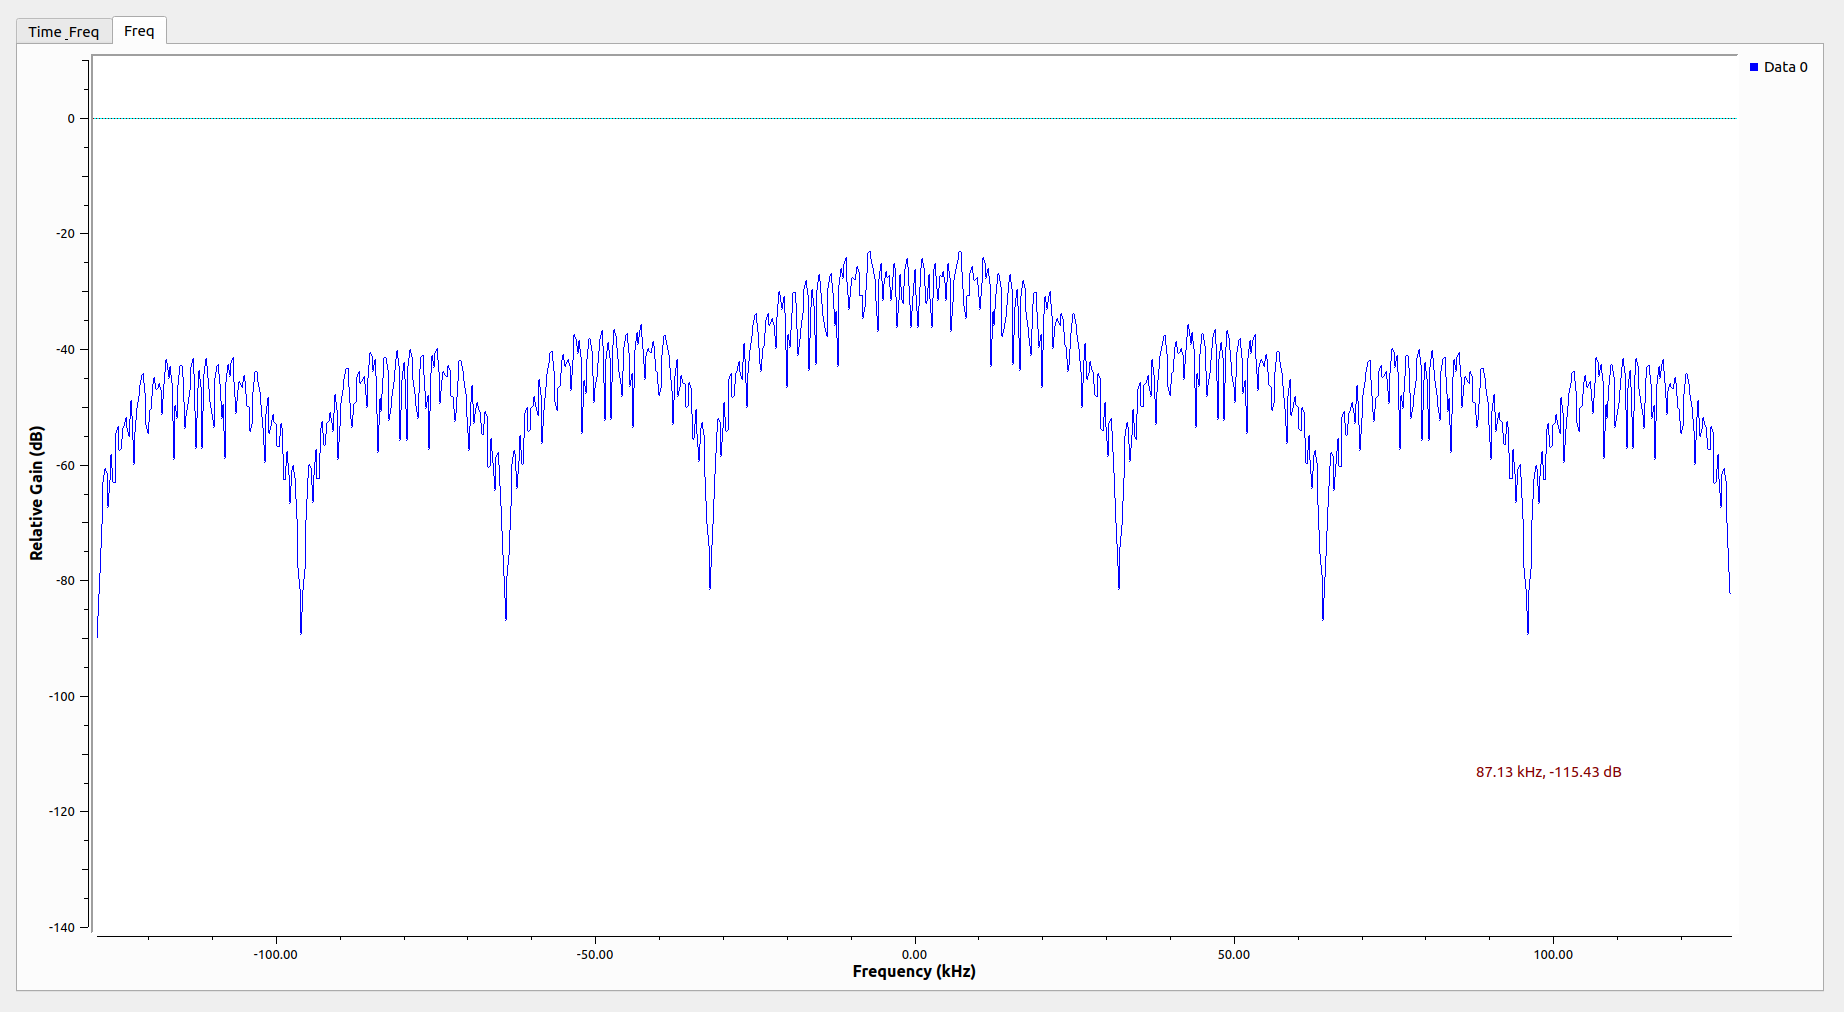 Time_Freq
Freq
Data 0
0
-20
-40
-60
-80
-100
-120
-140
Relative Gain (dB)
87.13 kHz, -115.43 dB
-100.00
-50.00
0.00
50.00
100.00
Frequency (kHz)